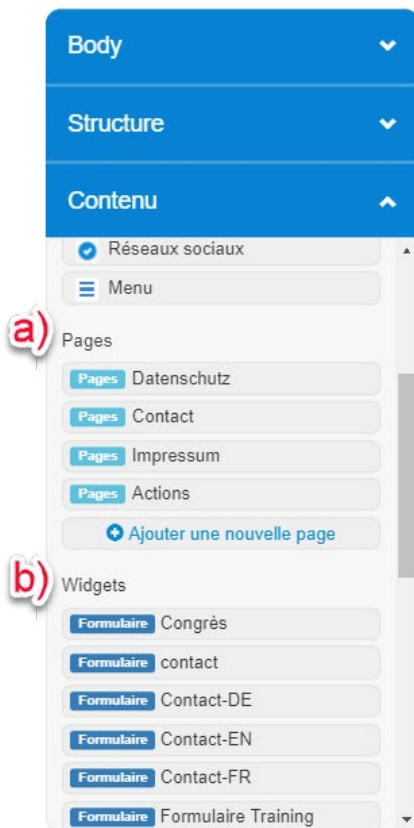 Body
Structure
Contenu
Réseaux sociaux
Menu
a)
Pages
Pages Datenschutz
Pages Contact
Pages Impressum
Pages Actions
Ajouter une nouvelle page
b)
Widgets
Formulaire Congrès
Formulaire contact
Formulaire Contact-DE
Formulaire Contact-EN
Formulaire Contact-FR
Formulaire Formulaire Training